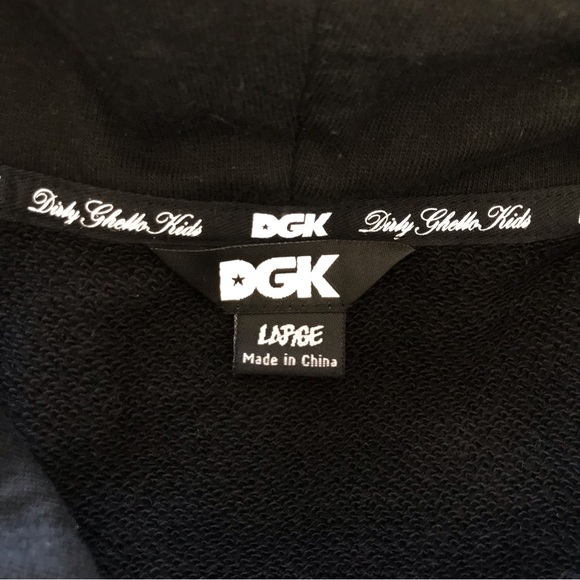 Dirty Ghetto Kids DGK Dirty Ghetto Kids
DGK
LARGE
Made in China